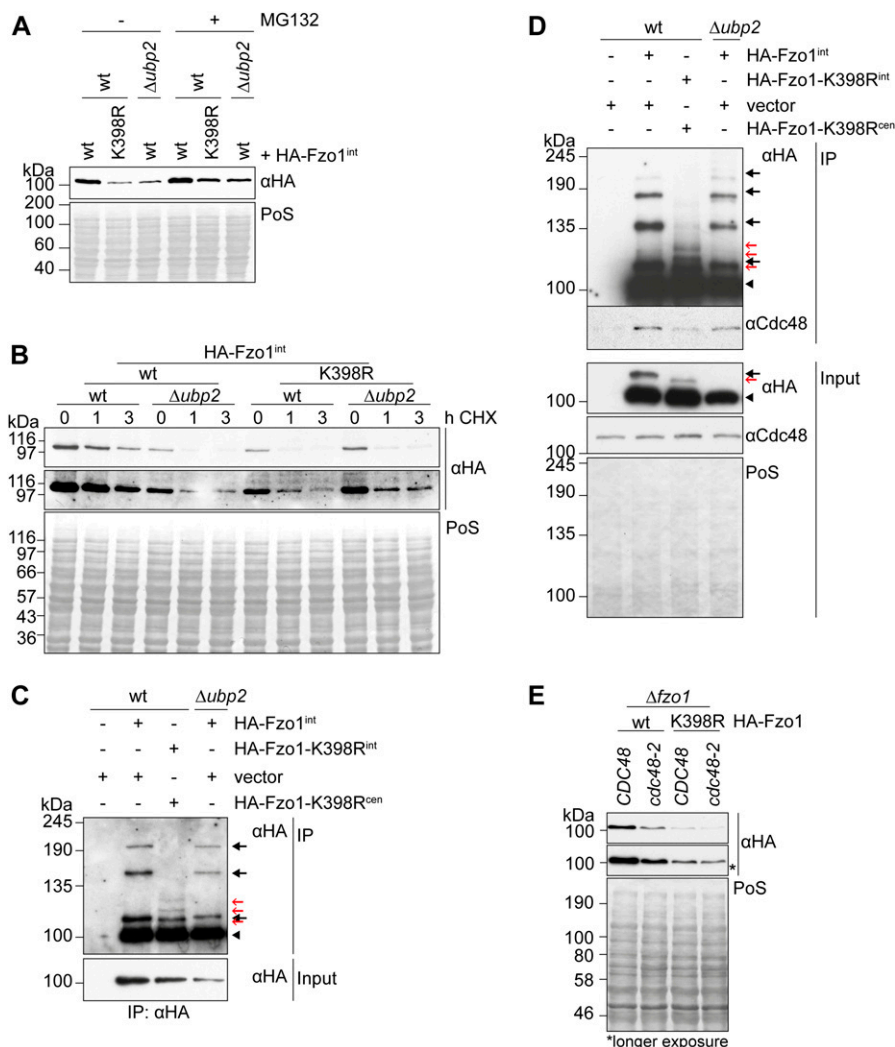 A
- + MG132
wt Δubp2 wt Δubp2
wt K398R wt wt K398R wt + HA-Fzo1int
kDa
100 αHA
200 PoS
100
60
40
B
HA-Fzo1int
wt K398R
wt Δubp2 wt Δubp2
kDa 0 1 3 0 1 3 0 1 3 0 1 3 h CHX
116
97
αHA
116
97
PoS
116
97
66
57
43
36
C
wt Δubp2
- + - + HA-Fzo1int
- - + - HA-Fzo1-K398Rint
+ + - + vector
- - + - HA-Fzo1-K398Rcen
kDa
245 αHA IP
190
135
100
100 αHA Input
IP: αHA
D
wt Δubp2
- + - + HA-Fzo1int
- - + - HA-Fzo1-K398Rint
+ + - + vector
- - + - HA-Fzo1-K398Rcen
kDa αHA
245 IP
190
135
100
αCdc48
αHA Input
100
αCdc48
100
245 PoS
190
135
100
E
Δfzo1
wt K398R HA-Fzo1
CDC48 cdc48-2 CDC48 cdc48-2
kDa
100 αHA
100 *
PoS
190
100
80
58
46
*longer exposure